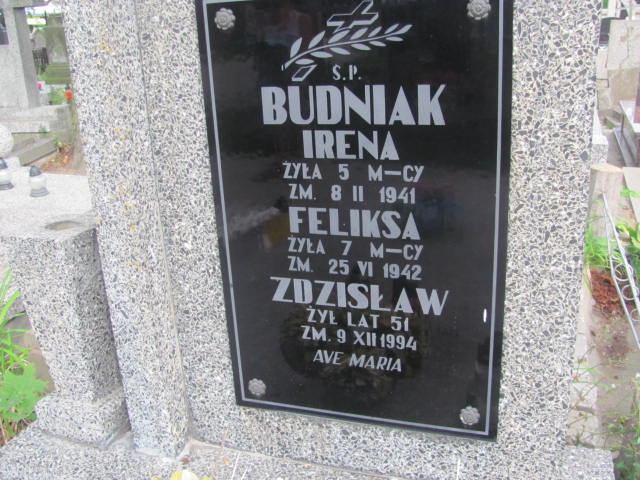 Ś.P.
BUDNIAK
IRENA
ŻYŁA 5 M–CY
ZM. 8 II 1941
FELIKSA
ŻYŁA 7 M–CY
ZM. 25 VI 1942
ZDZISŁAW
ŻYŁ LAT 51
ZM. 9 XII 1994
AVE MARIA